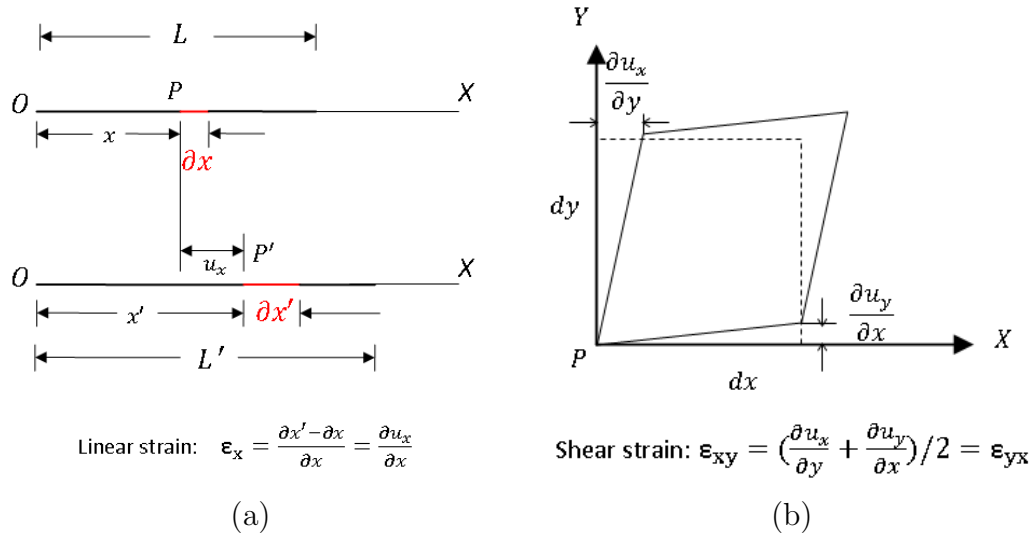 L
O P X
x
∂x
u_x P′
O X
x′ ∂x′
L′
Linear strain: ε_x = (∂x′−∂x)/∂x = ∂u_x/∂x
(a)
Y
∂u_x/∂y
dy
∂u_y/∂x
P X
dx
Shear strain: ε_xy = (∂u_x/∂y + ∂u_y/∂x)/2 = ε_yx
(b)